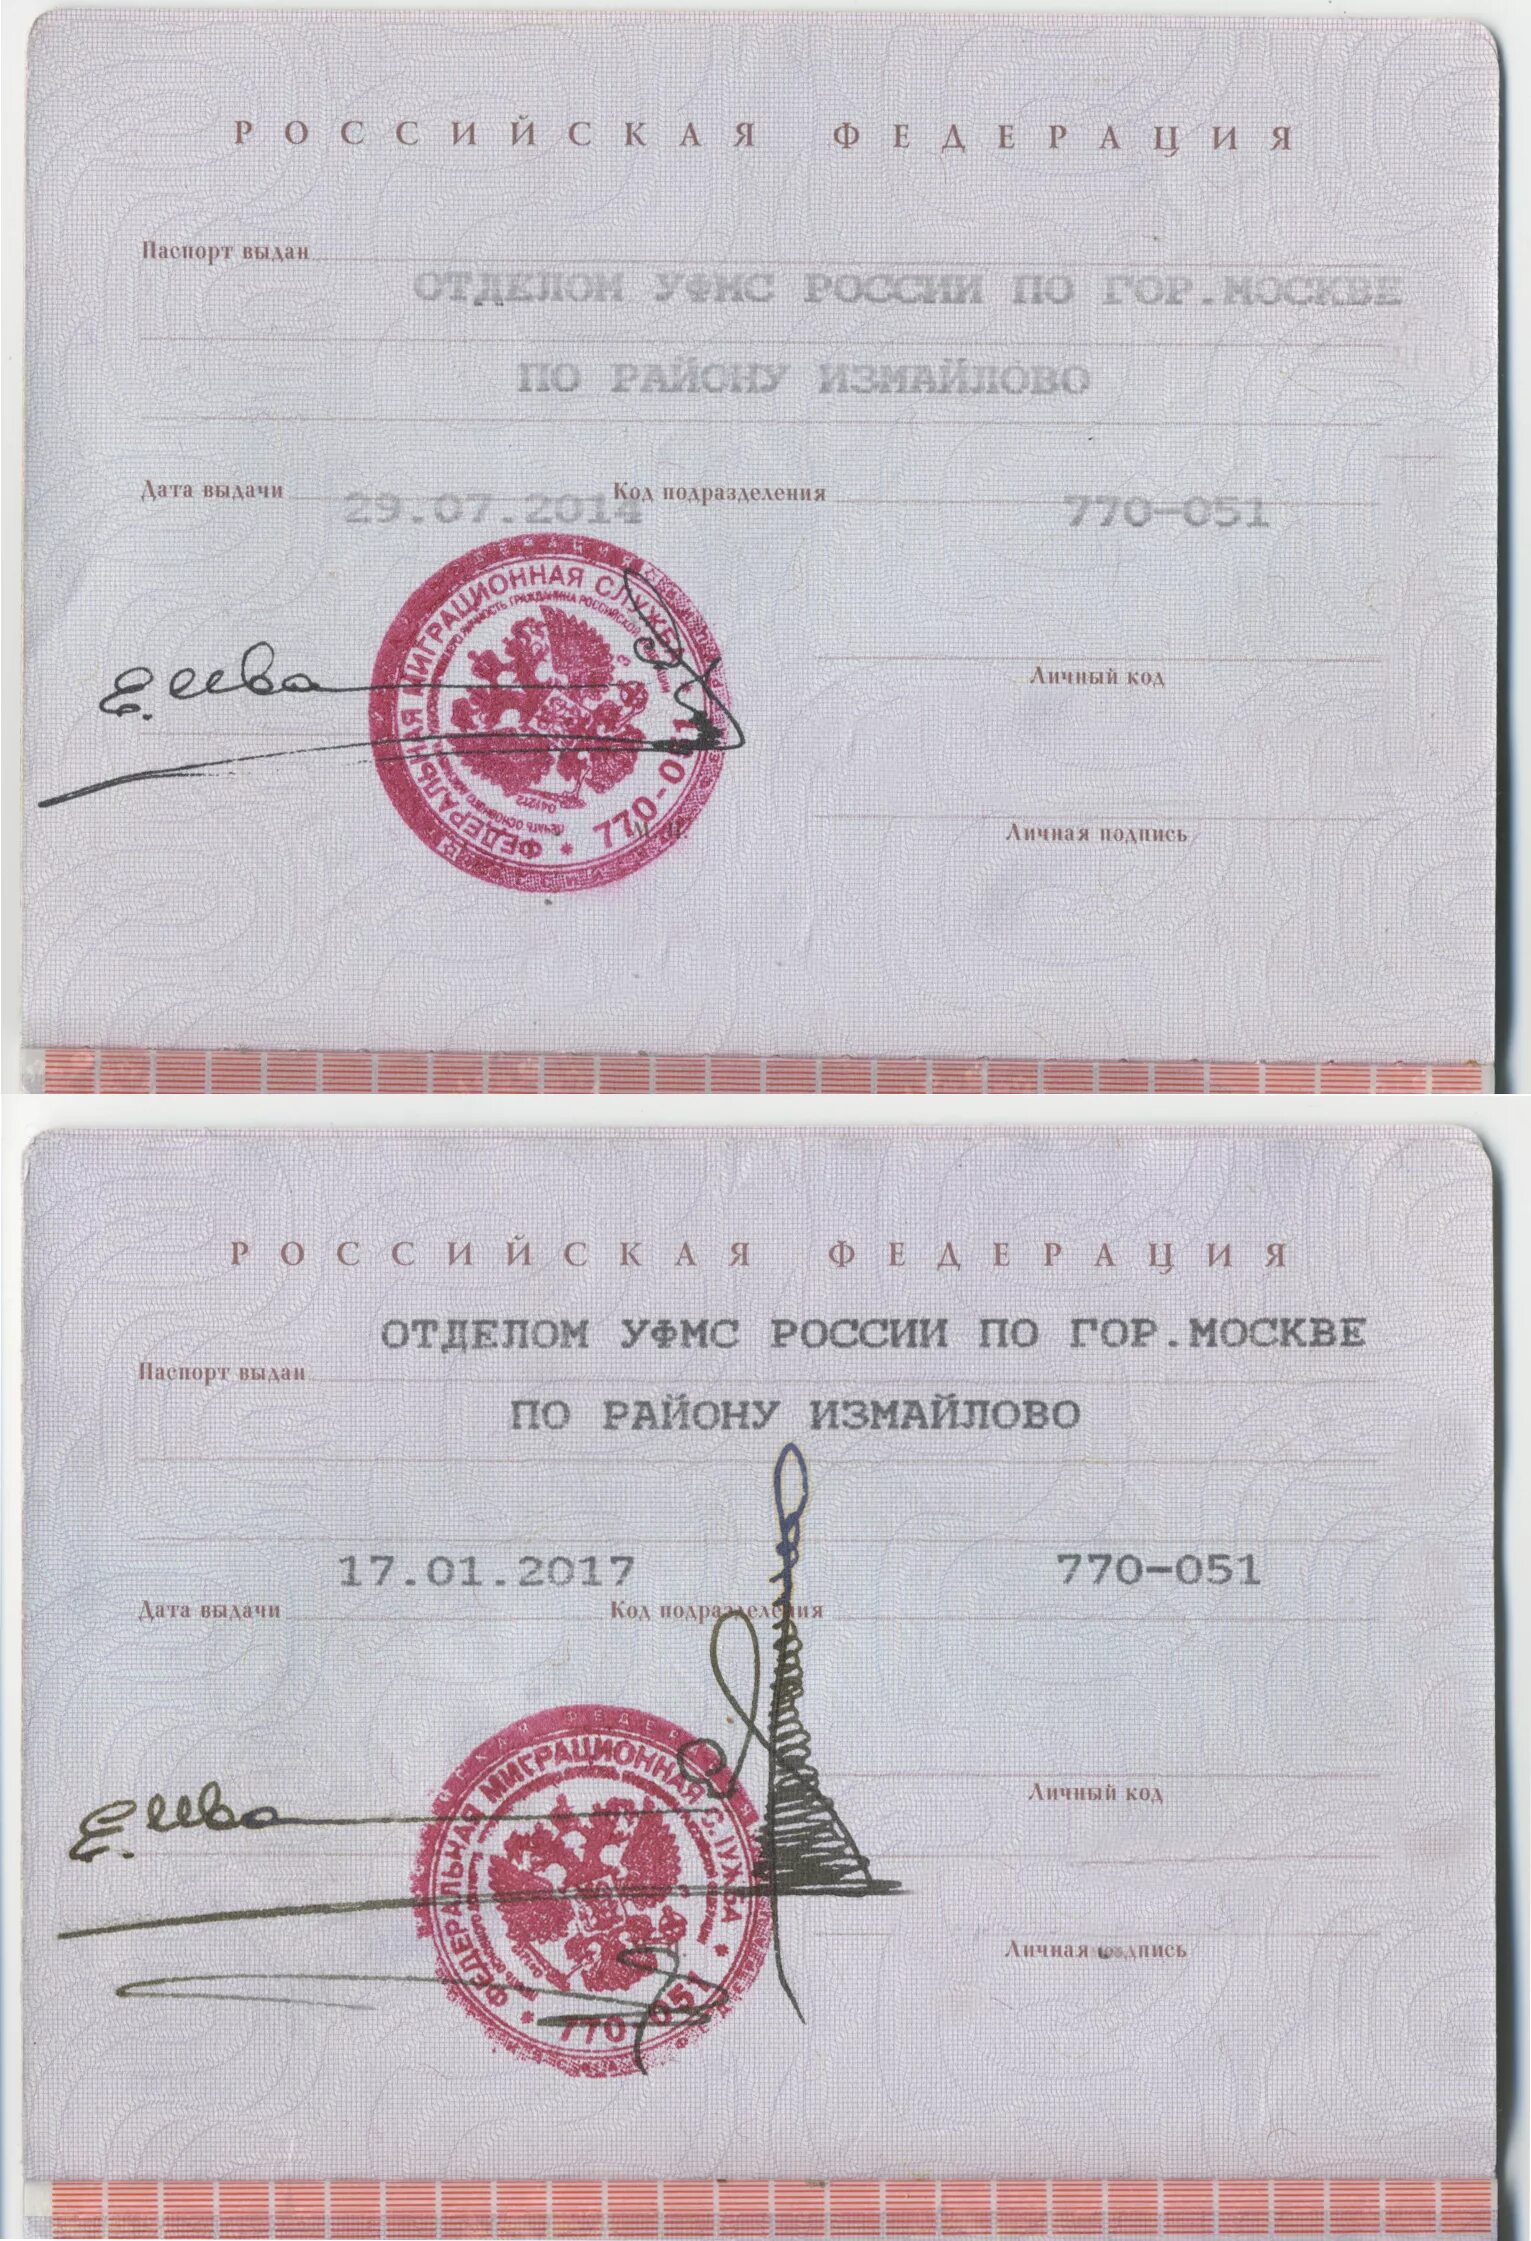 РОССИЙСКАЯ ФЕДЕРАЦИЯ
Паспорт выдан
ОТДЕЛОМ УФМС РОССИИ ПО ГОР.МОСКВЕ
ПО РАЙОНУ ИЗМАЙЛОВО
Дата выдачи 29.07.2014 Код подразделения 770-051
ФЕДЕРАЛЬНАЯ МИГРАЦИОННАЯ СЛУЖБА
* 770-051
Личный код
М.П.
Личная подпись
РОССИЙСКАЯ ФЕДЕРАЦИЯ
ОТДЕЛОМ УФМС РОССИИ ПО ГОР.МОСКВЕ
Паспорт выдан
ПО РАЙОНУ ИЗМАЙЛОВО
17.01.2017 770-051
Дата выдачи Код подразделения
ФЕДЕРАЛЬНАЯ МИГРАЦИОННАЯ СЛУЖБА *
* 770-051
Личный код
Личная подпись